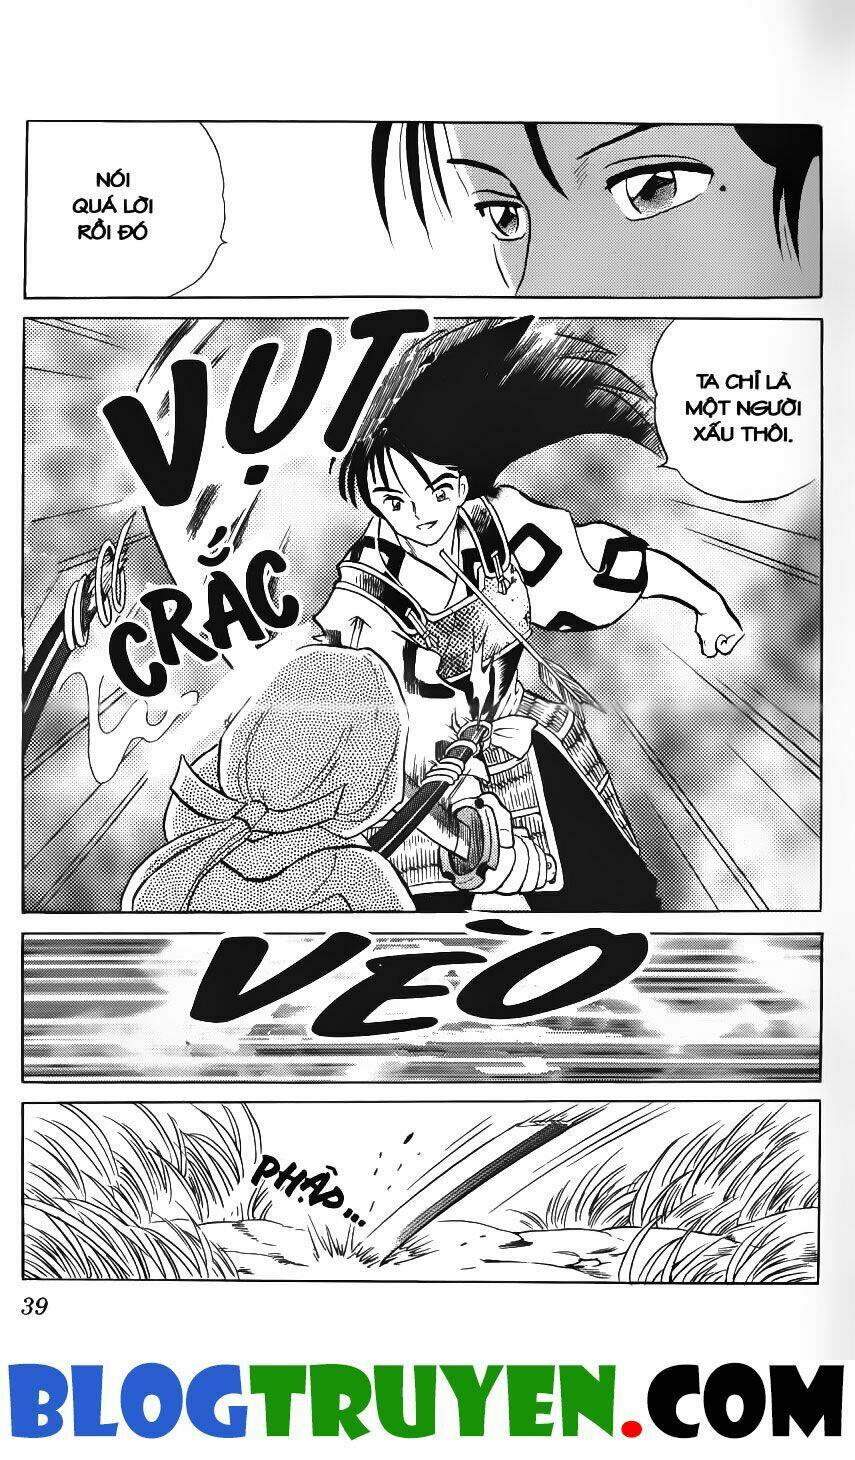 NÓI
QUÁ LỜI
RỒI ĐÓ
TA CHỈ LÀ
MỘT NGƯỜI
XẤU THÔI.
VỤT
CRẮC
VÈO
PHẬP...
39
BLOGTRUYEN.COM